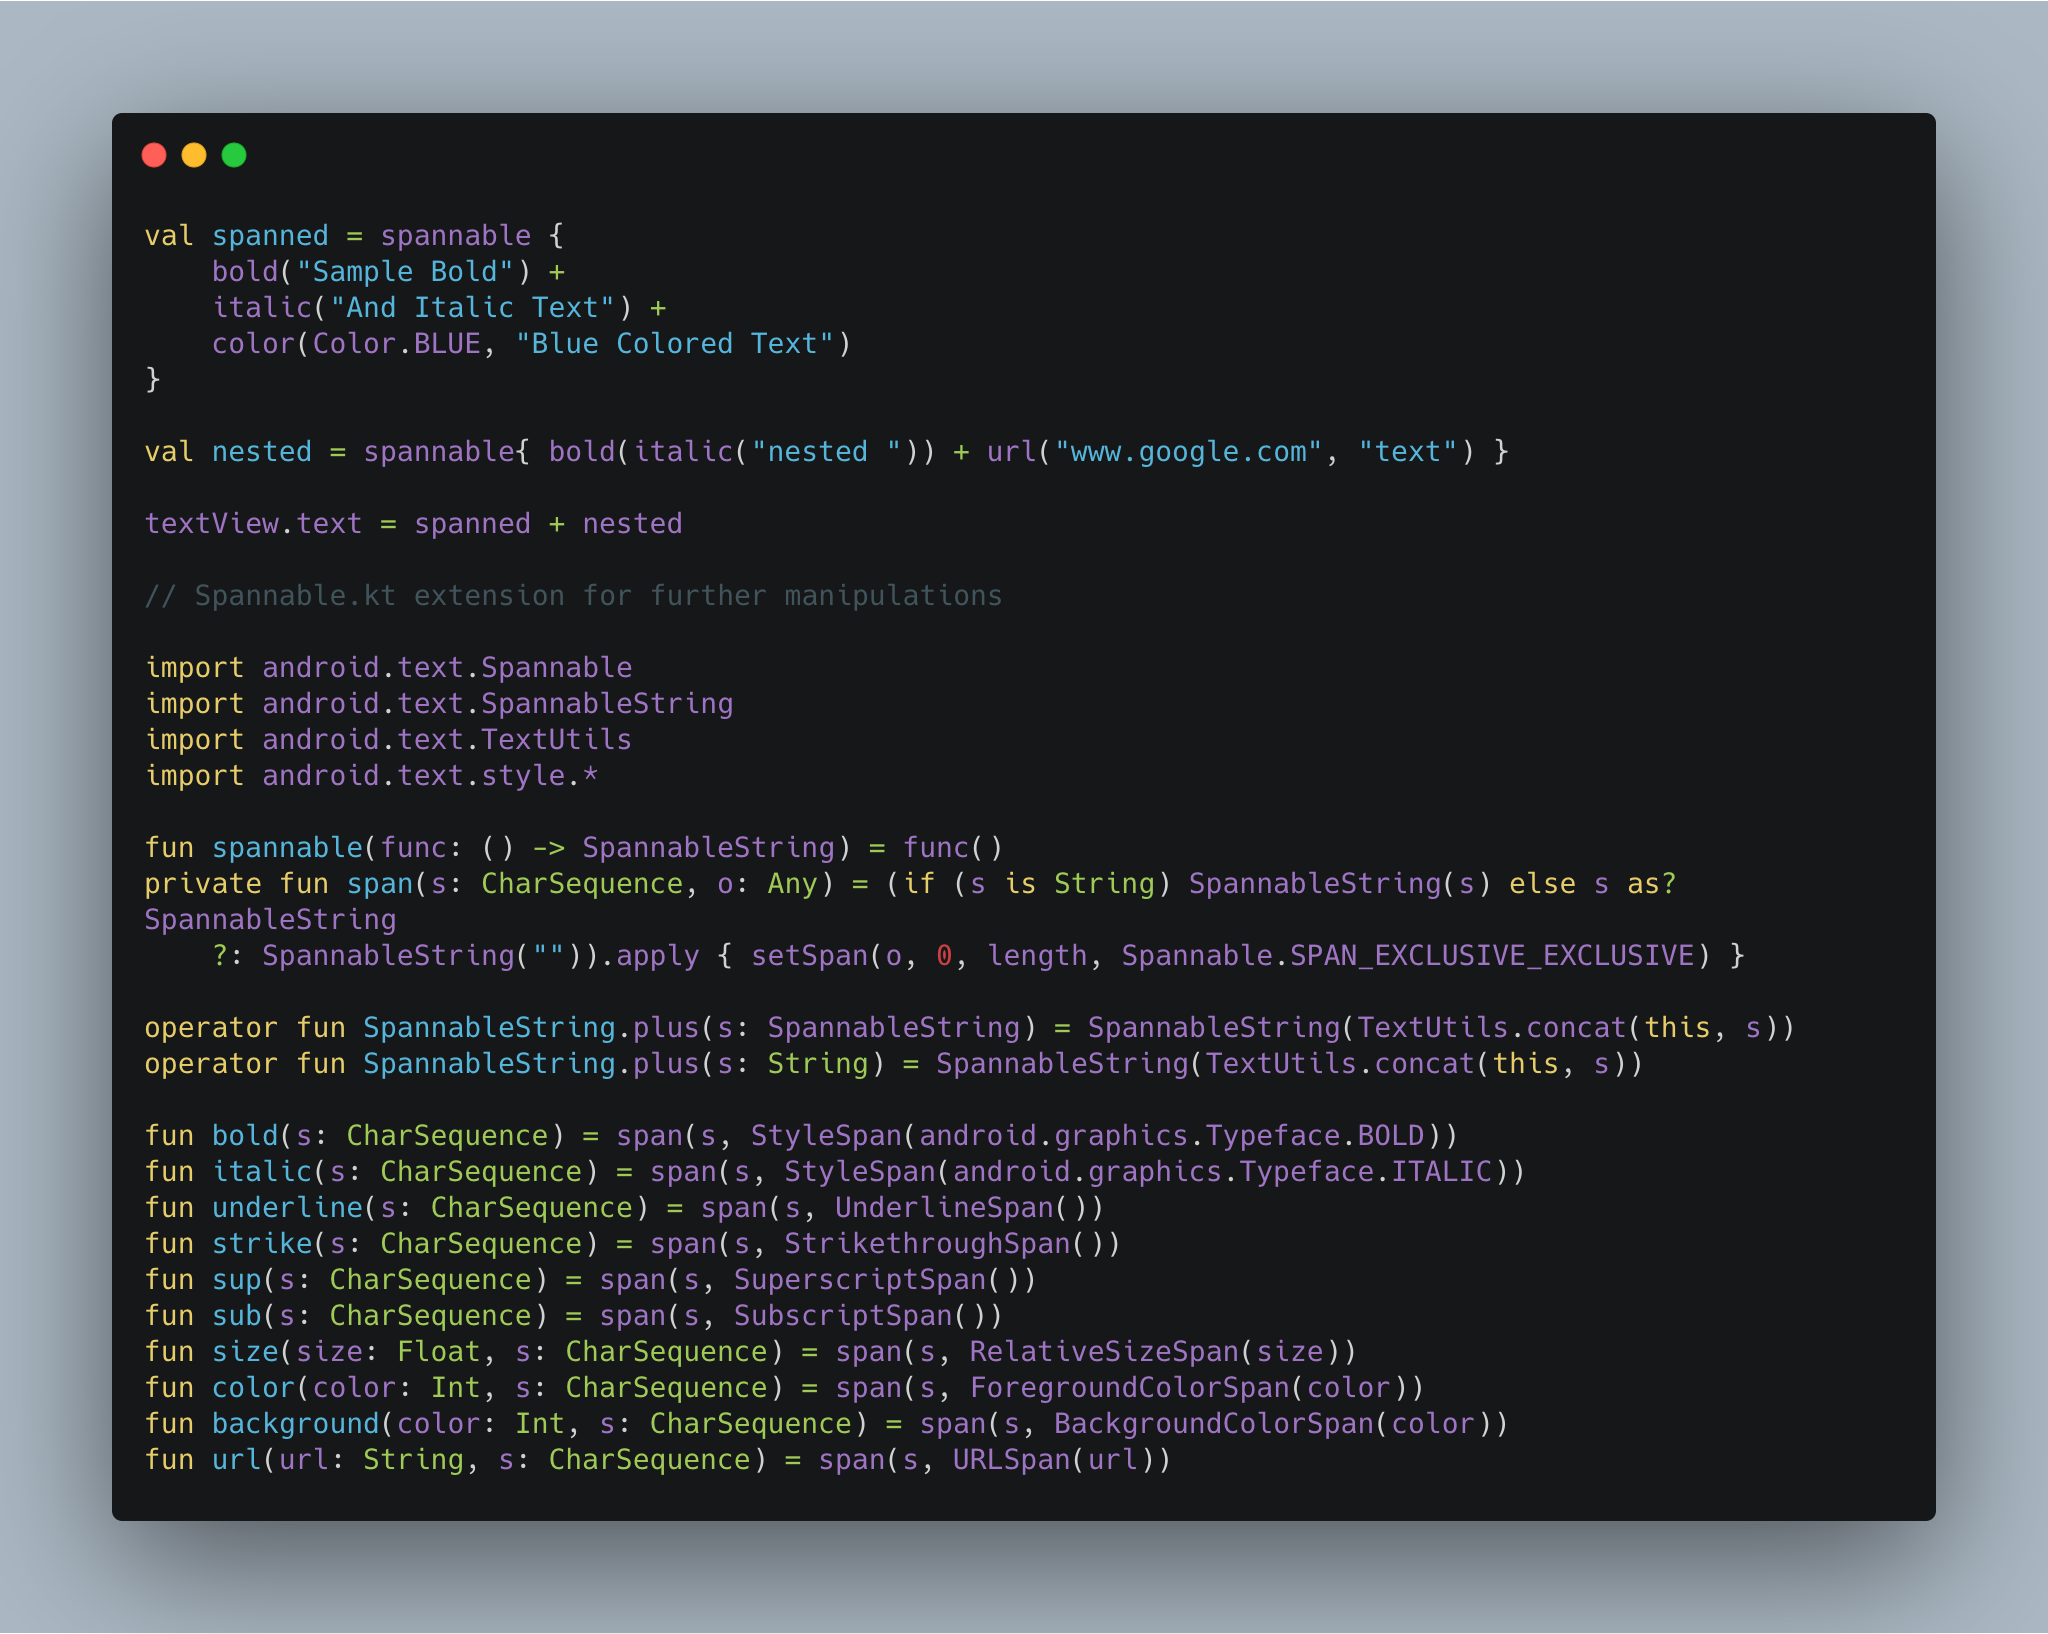 val spanned = spannable {
    bold("Sample Bold") +
    italic("And Italic Text") +
    color(Color.BLUE, "Blue Colored Text")
}

val nested = spannable{ bold(italic("nested ")) + url("www.google.com", "text") }

textView.text = spanned + nested

// Spannable.kt extension for further manipulations

import android.text.Spannable
import android.text.SpannableString
import android.text.TextUtils
import android.text.style.*

fun spannable(func: () -> SpannableString) = func()
private fun span(s: CharSequence, o: Any) = (if (s is String) SpannableString(s) else s as?
SpannableString
    ?: SpannableString("")).apply { setSpan(o, 0, length, Spannable.SPAN_EXCLUSIVE_EXCLUSIVE) }

operator fun SpannableString.plus(s: SpannableString) = SpannableString(TextUtils.concat(this, s))
operator fun SpannableString.plus(s: String) = SpannableString(TextUtils.concat(this, s))

fun bold(s: CharSequence) = span(s, StyleSpan(android.graphics.Typeface.BOLD))
fun italic(s: CharSequence) = span(s, StyleSpan(android.graphics.Typeface.ITALIC))
fun underline(s: CharSequence) = span(s, UnderlineSpan())
fun strike(s: CharSequence) = span(s, StrikethroughSpan())
fun sup(s: CharSequence) = span(s, SuperscriptSpan())
fun sub(s: CharSequence) = span(s, SubscriptSpan())
fun size(size: Float, s: CharSequence) = span(s, RelativeSizeSpan(size))
fun color(color: Int, s: CharSequence) = span(s, ForegroundColorSpan(color))
fun background(color: Int, s: CharSequence) = span(s, BackgroundColorSpan(color))
fun url(url: String, s: CharSequence) = span(s, URLSpan(url))